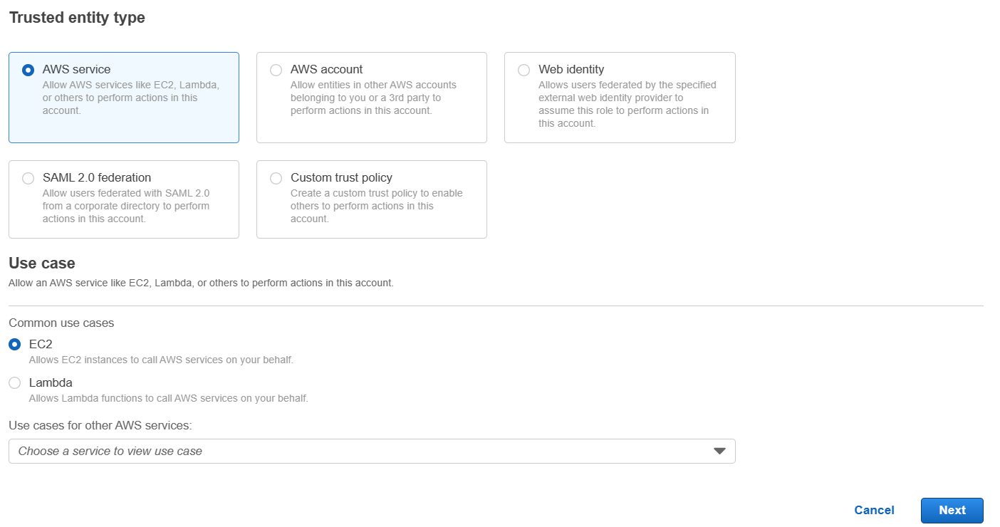 Trusted entity type
AWS service
Allow AWS services like EC2, Lambda,
or others to perform actions in this
account.
AWS account
Allow entities in other AWS accounts
belonging to you or a 3rd party to
perform actions in this account.
Web identity
Allows users federated by the specified
external web identity provider to
assume this role to perform actions in
this account.
SAML 2.0 federation
Allow users federated with SAML 2.0
from a corporate directory to perform
actions in this account.
Custom trust policy
Create a custom trust policy to enable
others to perform actions in this
account.
Use case
Allow an AWS service like EC2, Lambda, or others to perform actions in this account.
Common use cases
EC2
Allows EC2 instances to call AWS services on your behalf.
Lambda
Allows Lambda functions to call AWS services on your behalf.
Use cases for other AWS services:
Choose a service to view use case
Cancel
Next